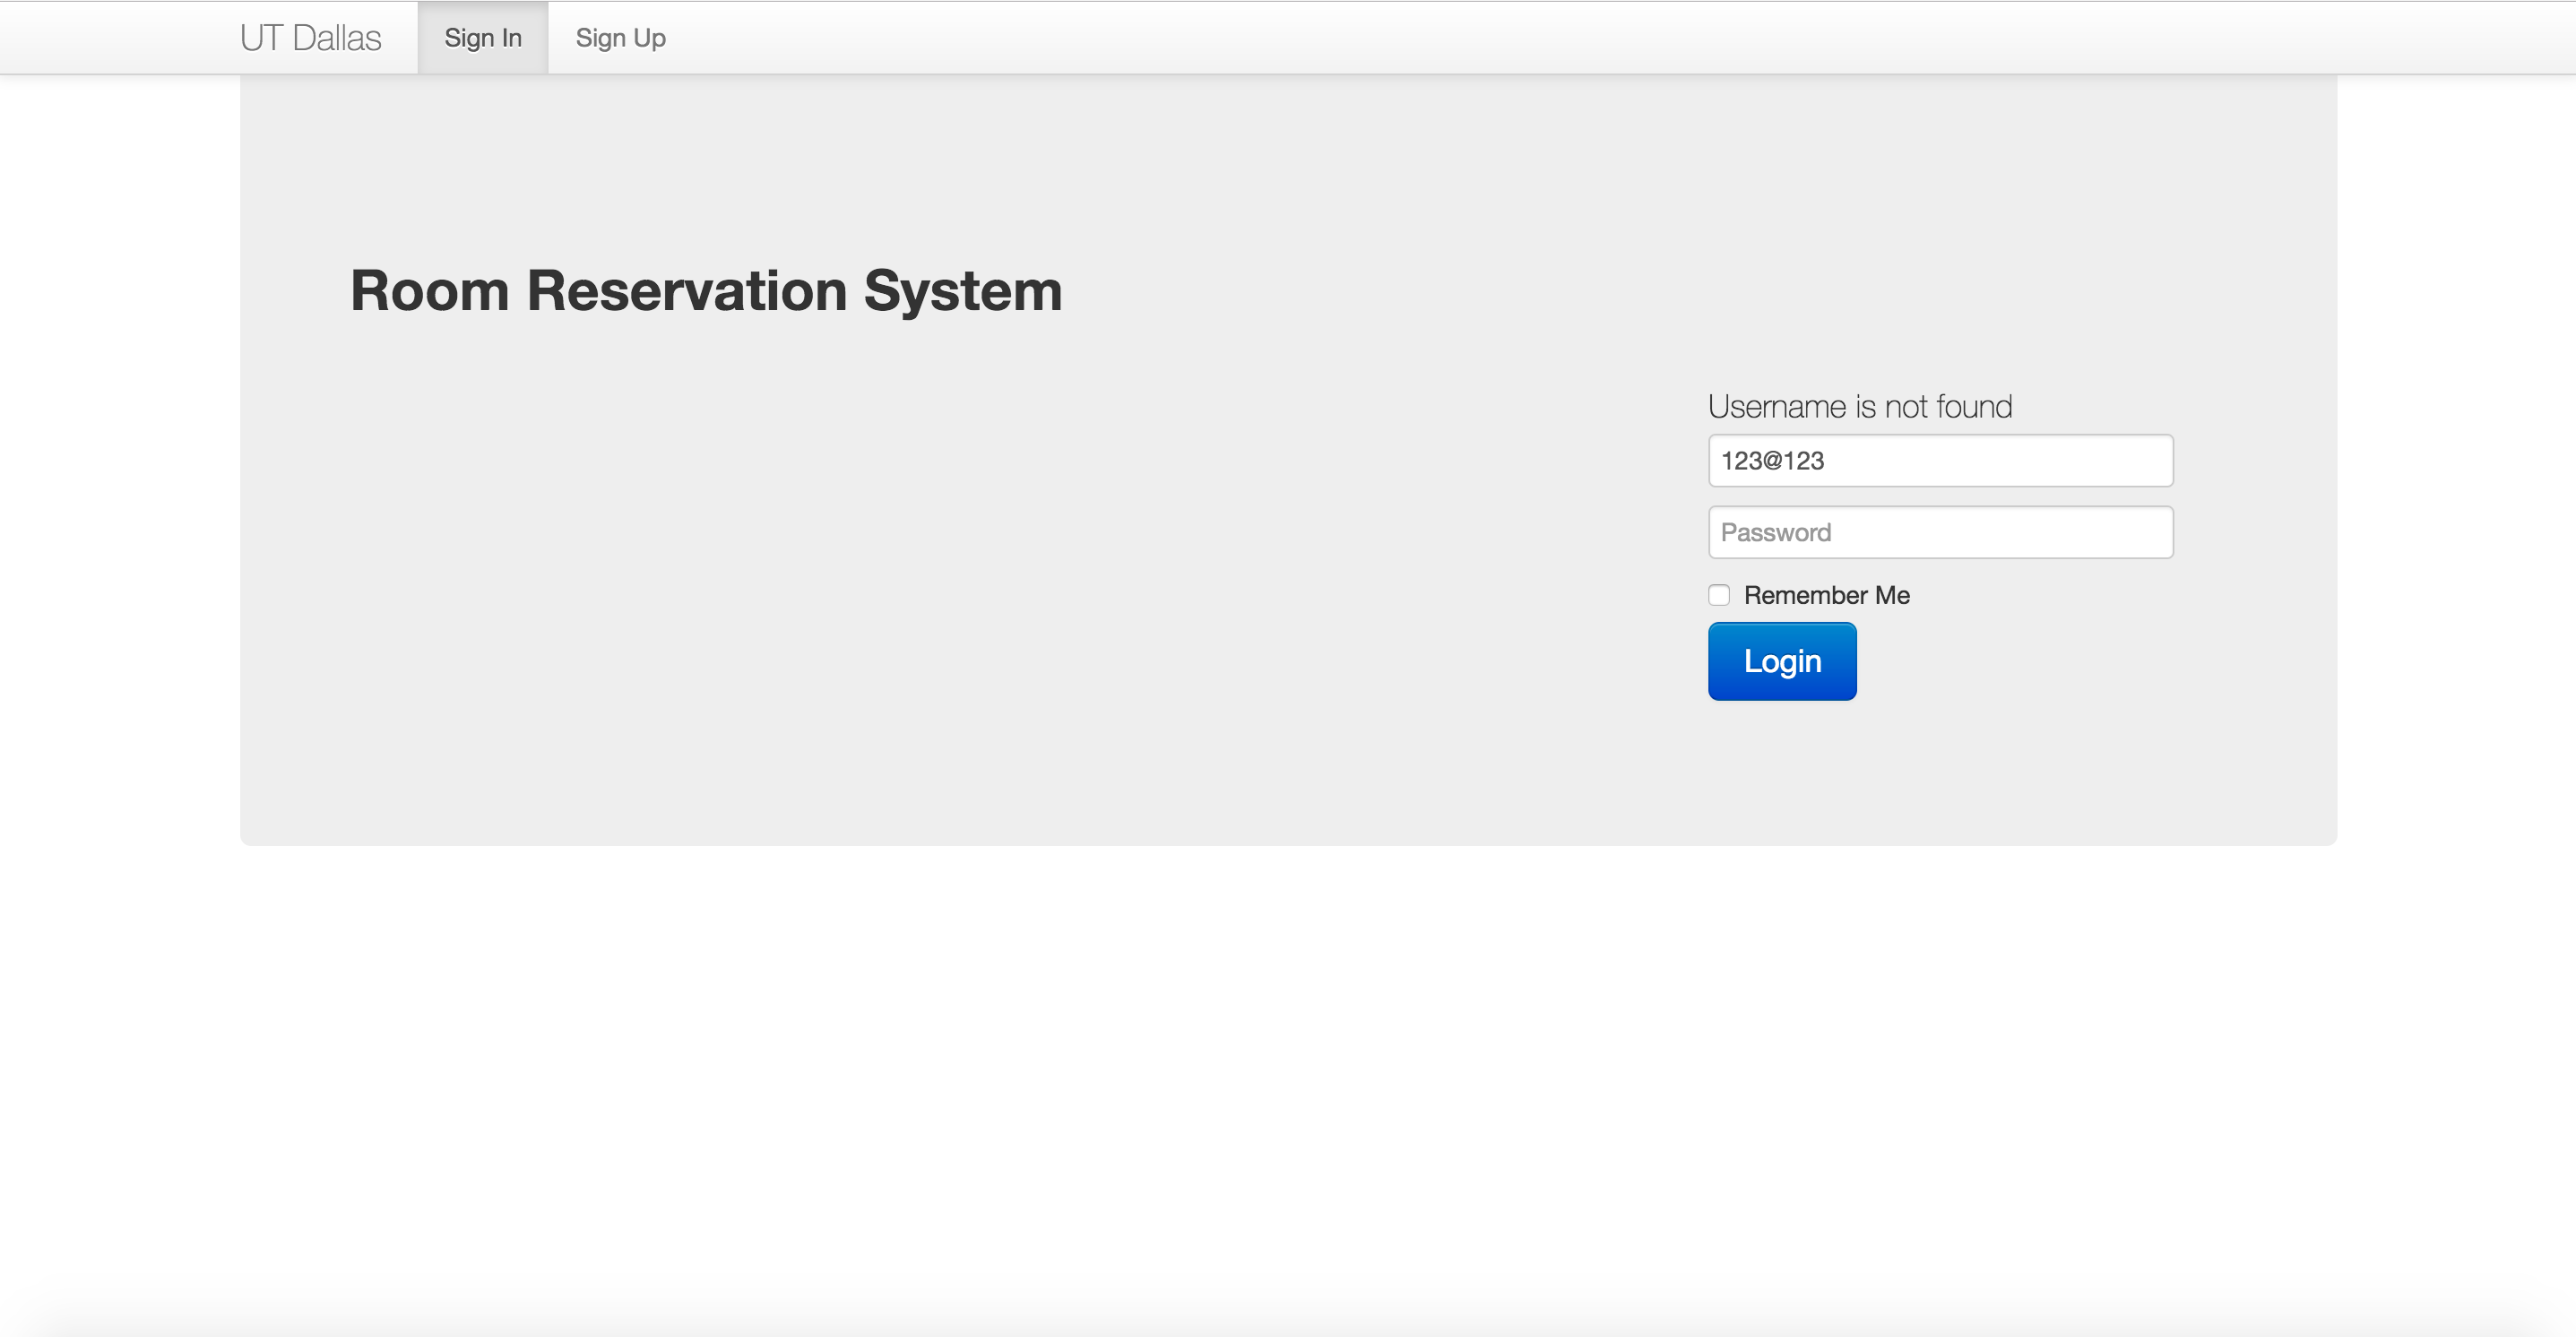 UT Dallas Sign In Sign Up
Room Reservation System
Username is not found
123@123
Password
Remember Me
Login